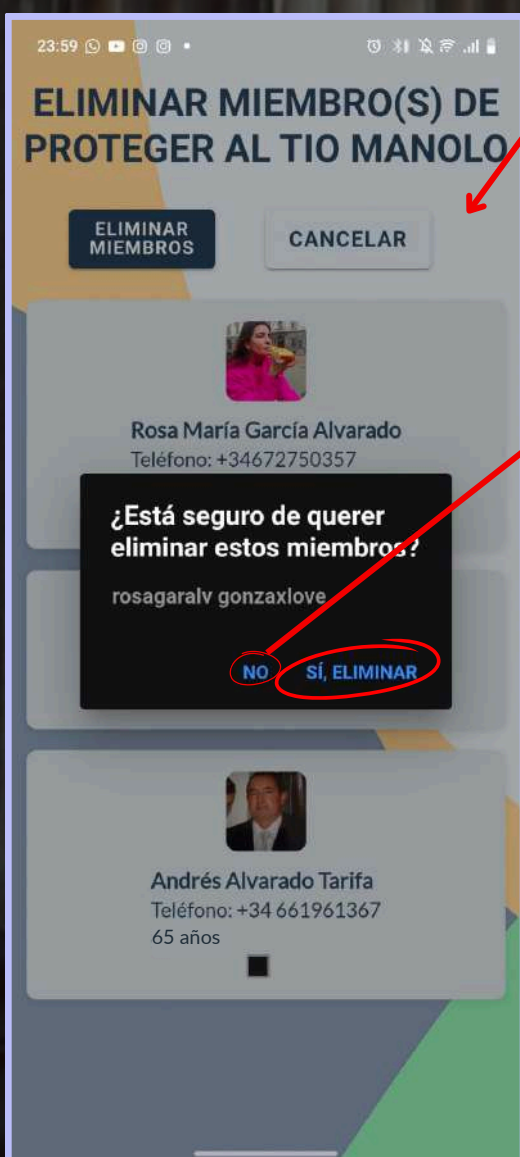 23:59
ELIMINAR MIEMBRO(S) DE
PROTEGER AL TIO MANOLO
ELIMINAR
MIEMBROS
CANCELAR
Rosa María García Alvarado
Teléfono: +34672750357
¿Está seguro de querer
eliminar estos miembros?
rosagaralv gonzaxlove
NO
SÍ, ELIMINAR
Andrés Alvarado Tarifa
Teléfono: +34 661961367
65 años